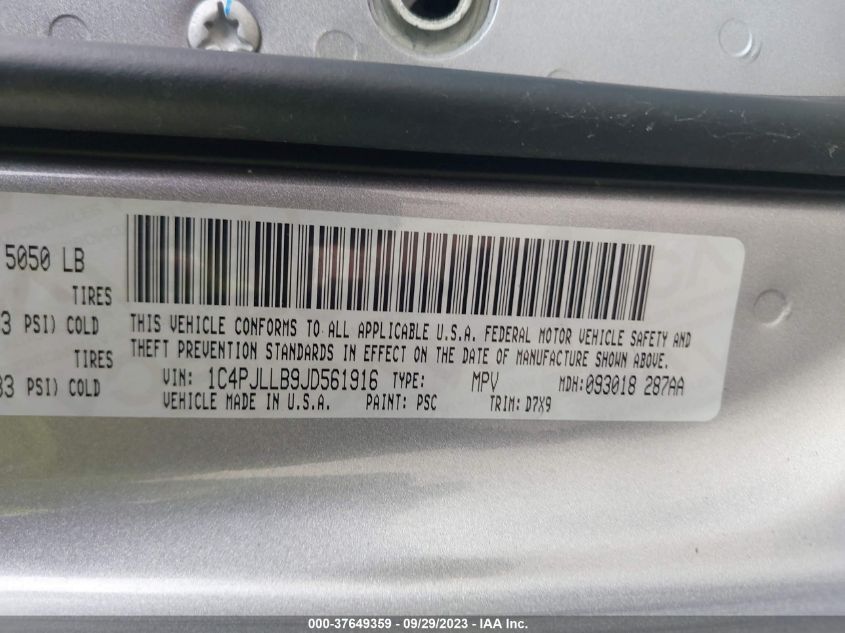 5050 LB
TIRES
3 PSI) COLD
TIRES
33 PSI) COLD
THIS VEHICLE CONFORMS TO ALL APPLICABLE U.S.A. FEDERAL MOTOR VEHICLE SAFETY AND
THEFT PREVENTION STANDARDS IN EFFECT ON THE DATE OF MANUFACTURE SHOWN ABOVE.
VIN: 1C4PJLLB9JD561916 TYPE: MPV MDH:093018 287AA
VEHICLE MADE IN U.S.A. PAINT: PSC TRIM: D7X9
000-37649359 - 09/29/2023 - IAA Inc.